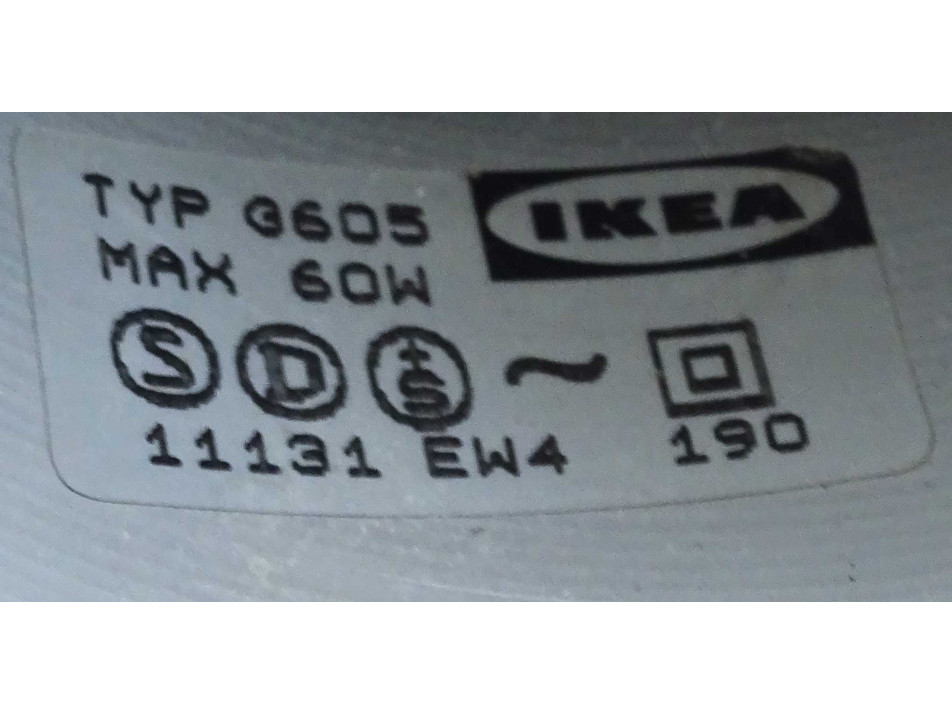 TYP G605
IKEA
MAX 60W
S D +S ~
11131 EW4 190